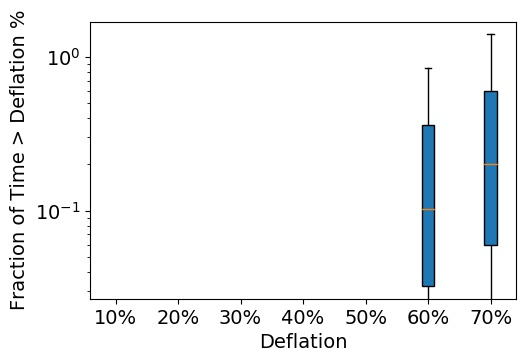 Fraction of Time > Deflation %
10⁰
10⁻¹
10% 20% 30% 40% 50% 60% 70%
Deflation